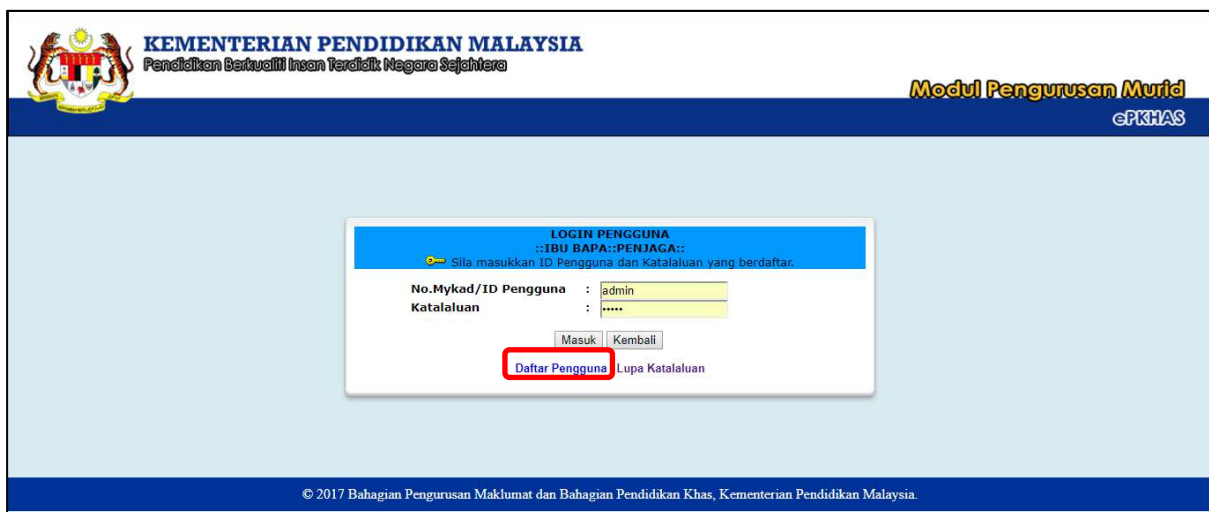 KEMENTERIAN PENDIDIKAN MALAYSIA
Pendidikan Berkualiti Insan Terdidik Negara Sejahtera
Modul Pengurusan Murid
ePKHAS
LOGIN PENGGUNA
::IBU BAPA::PENJAGA::
Sila masukkan ID Pengguna dan Katalaluan yang berdaftar.
No.Mykad/ID Pengguna : admin
Katalaluan : •••••
Masuk Kembali
Daftar Pengguna Lupa Katalaluan
© 2017 Bahagian Pengurusan Maklumat dan Bahagian Pendidikan Khas, Kementerian Pendidikan Malaysia.